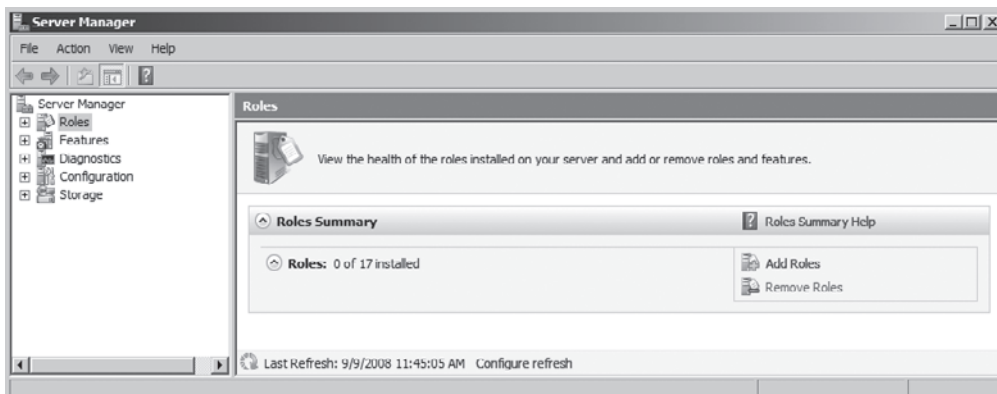 Server Manager
File Action View Help
Server Manager
Roles
Features
Diagnostics
Configuration
Storage
Roles
View the health of the roles installed on your server and add or remove roles and features.
Roles Summary
Roles Summary Help
Roles: 0 of 17 installed
Add Roles
Remove Roles
Last Refresh: 9/9/2008 11:45:05 AM Configure refresh